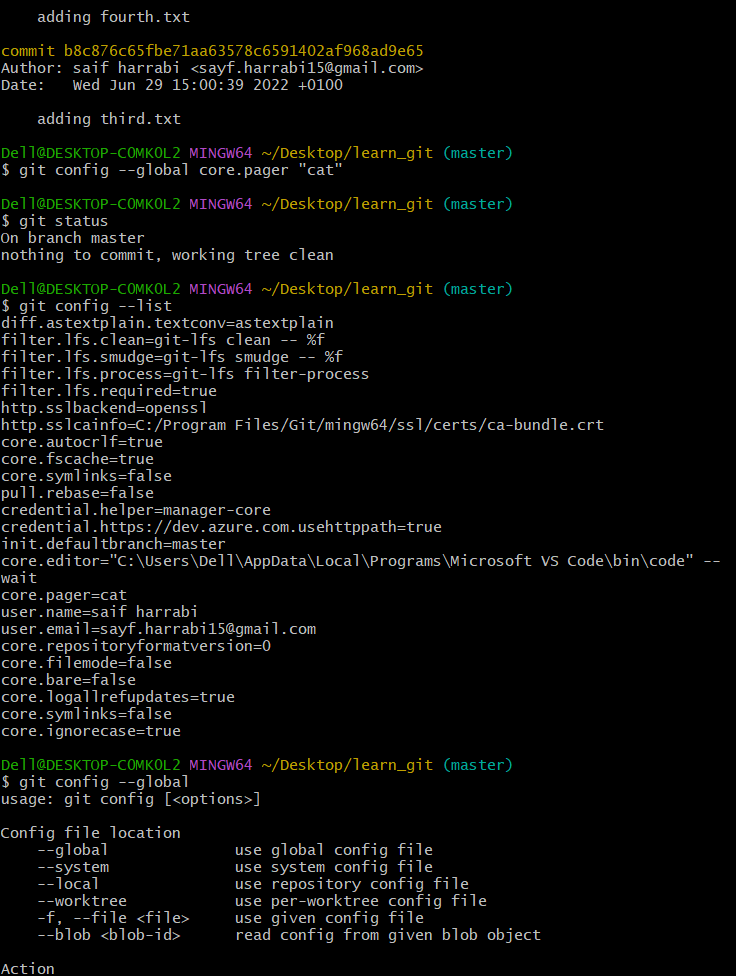 adding fourth.txt
commit b8c876c65fbe71aa63578c6591402af968ad9e65
Author: saif harrabi <sayf.harrabi15@gmail.com>
Date:   Wed Jun 29 15:00:39 2022 +0100
adding third.txt
Dell@DESKTOP-COMKOL2 MINGW64 ~/Desktop/learn_git (master)
$ git config --global core.pager "cat"
Dell@DESKTOP-COMKOL2 MINGW64 ~/Desktop/learn_git (master)
$ git status
On branch master
nothing to commit, working tree clean
Dell@DESKTOP-COMKOL2 MINGW64 ~/Desktop/learn_git (master)
$ git config --list
diff.astextplain.textconv=astextplain
filter.lfs.clean=git-lfs clean -- %f
filter.lfs.smudge=git-lfs smudge -- %f
filter.lfs.process=git-lfs filter-process
filter.lfs.required=true
http.sslbackend=openssl
http.sslcainfo=C:/Program Files/Git/mingw64/ssl/certs/ca-bundle.crt
core.autocrlf=true
core.fscache=true
core.symlinks=false
pull.rebase=false
credential.helper=manager-core
credential.https://dev.azure.com.usehttppath=true
init.defaultbranch=master
core.editor="C:\Users\Dell\AppData\Local\Programs\Microsoft VS Code\bin\code" --
wait
core.pager=cat
user.name=saif harrabi
user.email=sayf.harrabi15@gmail.com
core.repositoryformatversion=0
core.filemode=false
core.bare=false
core.logallrefupdates=true
core.symlinks=false
core.ignorecase=true
Dell@DESKTOP-COMKOL2 MINGW64 ~/Desktop/learn_git (master)
$ git config --global
usage: git config [<options>]
Config file location
--global              use global config file
--system              use system config file
--local               use repository config file
--worktree            use per-worktree config file
-f, --file <file>     use given config file
--blob <blob-id>      read config from given blob object
Action